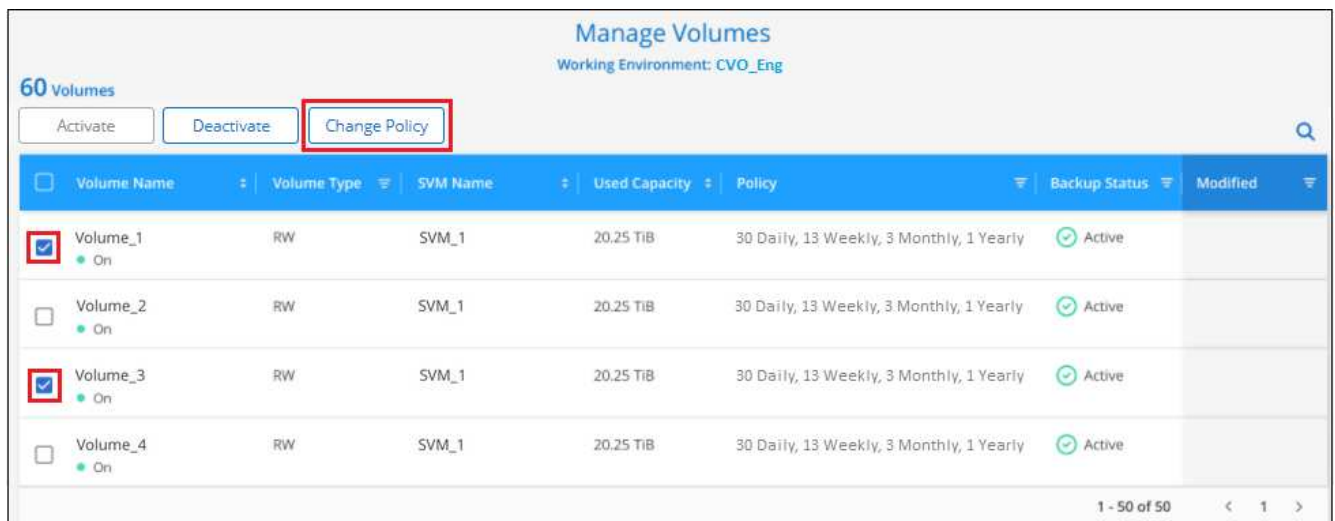 Manage Volumes
Working Environment: CVO_Eng
60 Volumes
Activate Deactivate Change Policy
Volume Name Volume Type SVM Name Used Capacity Policy Backup Status Modified
Volume_1 RW SVM_1 20.25 TiB 30 Daily, 13 Weekly, 3 Monthly, 1 Yearly Active
On
Volume_2 RW SVM_1 20.25 TiB 30 Daily, 13 Weekly, 3 Monthly, 1 Yearly Active
On
Volume_3 RW SVM_1 20.25 TiB 30 Daily, 13 Weekly, 3 Monthly, 1 Yearly Active
On
Volume_4 RW SVM_1 20.25 TiB 30 Daily, 13 Weekly, 3 Monthly, 1 Yearly Active
On
1 - 50 of 50 < 1 >